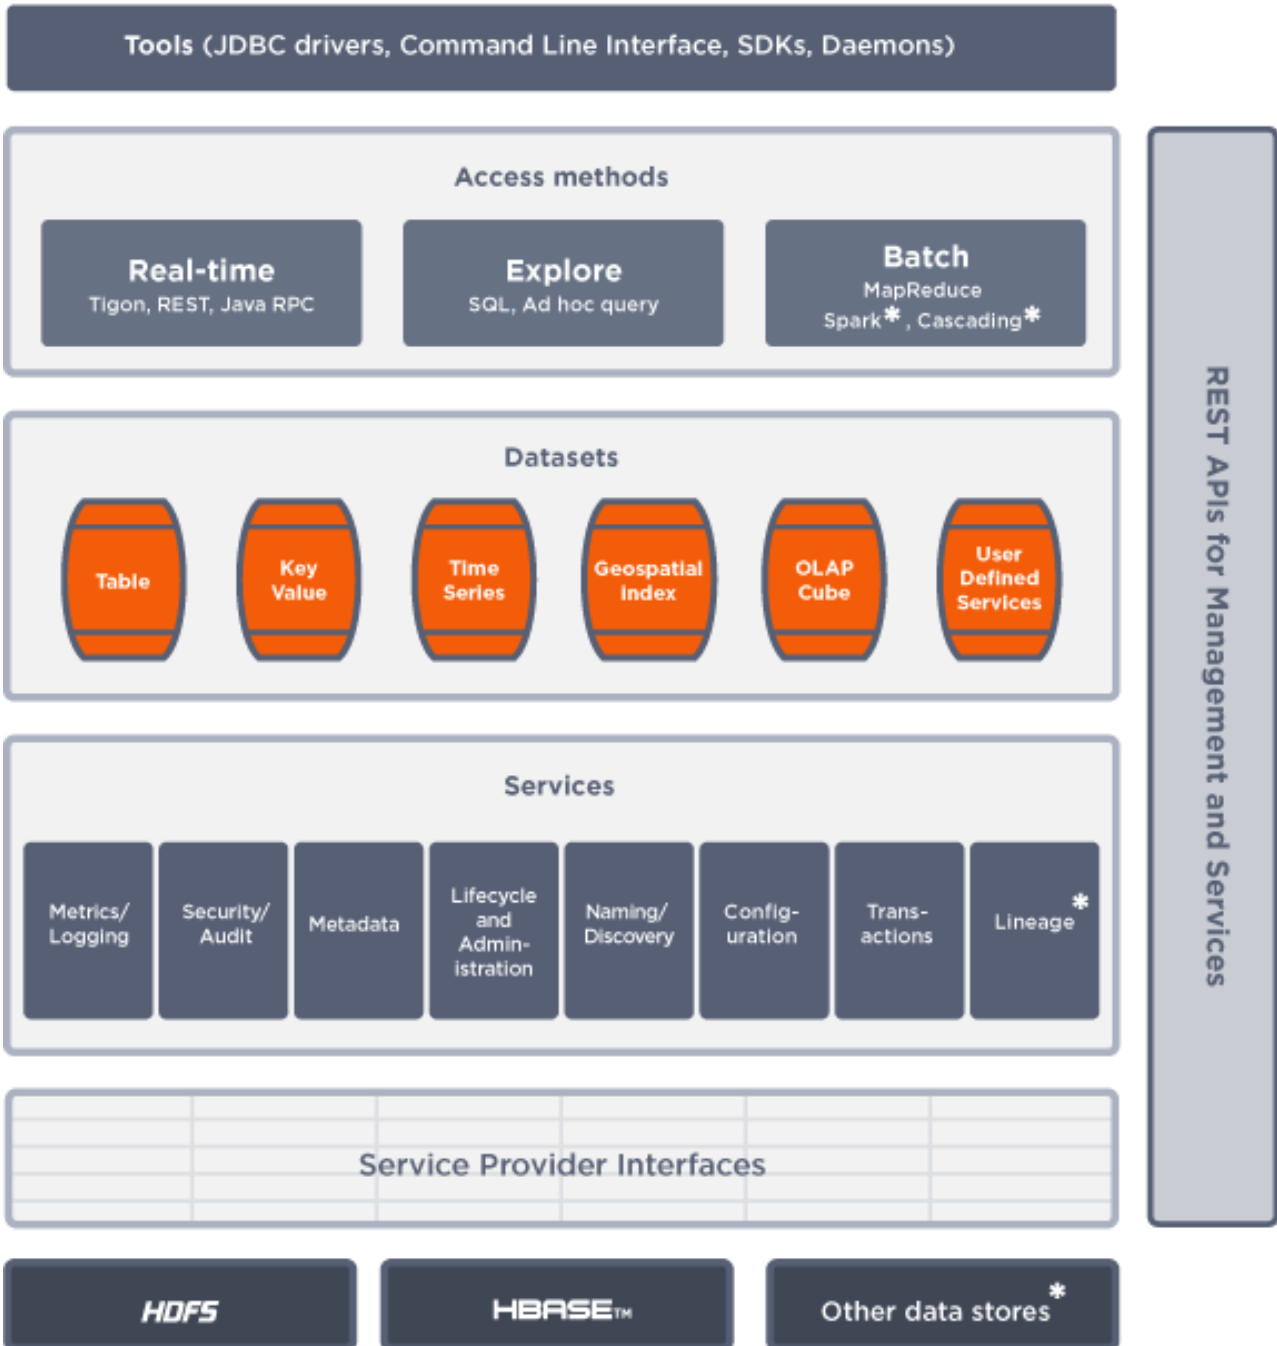 Tools (JDBC drivers, Command Line Interface, SDKs, Daemons)
Access methods
Real-time
Tigon, REST, Java RPC
Explore
SQL, Ad hoc query
Batch
MapReduce
Spark*, Cascading*
Datasets
Table
Key
Value
Time
Series
Geospatial
Index
OLAP
Cube
User
Defined
Services
Services
Metrics/
Logging
Security/
Audit
Metadata
Lifecycle
and
Admin-
istration
Naming/
Discovery
Config-
uration
Trans-
actions
Lineage*
Service Provider Interfaces
HDFS
HBASE™
Other data stores*
REST APIs for Management and Services